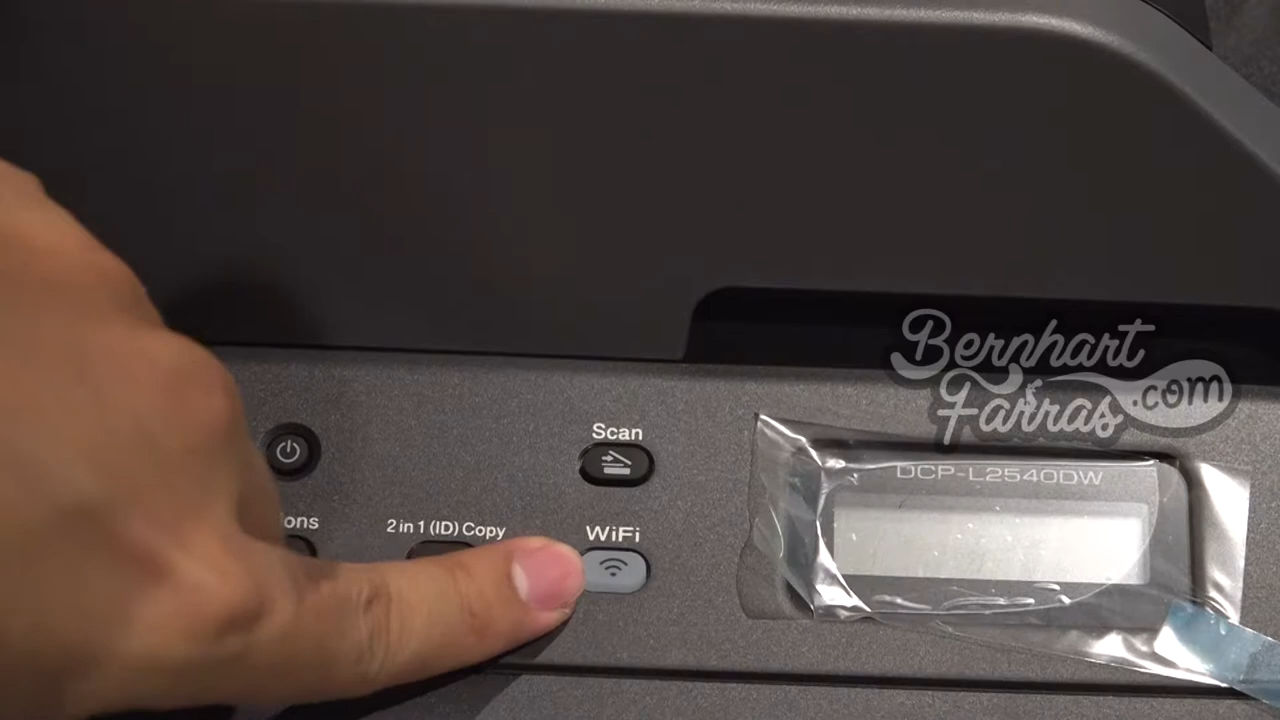 Bernhart
Farras.com
Scan
DCP-L2540DW
ons
2 in 1 (ID) Copy
WiFi